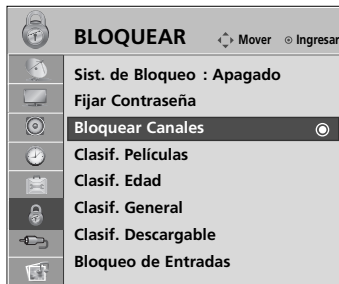 BLOQUEAR Mover Ingresar
Sist. de Bloqueo : Apagado
Fijar Contraseña
Bloquear Canales
Clasif. Películas
Clasif. Edad
Clasif. General
Clasif. Descargable
Bloqueo de Entradas